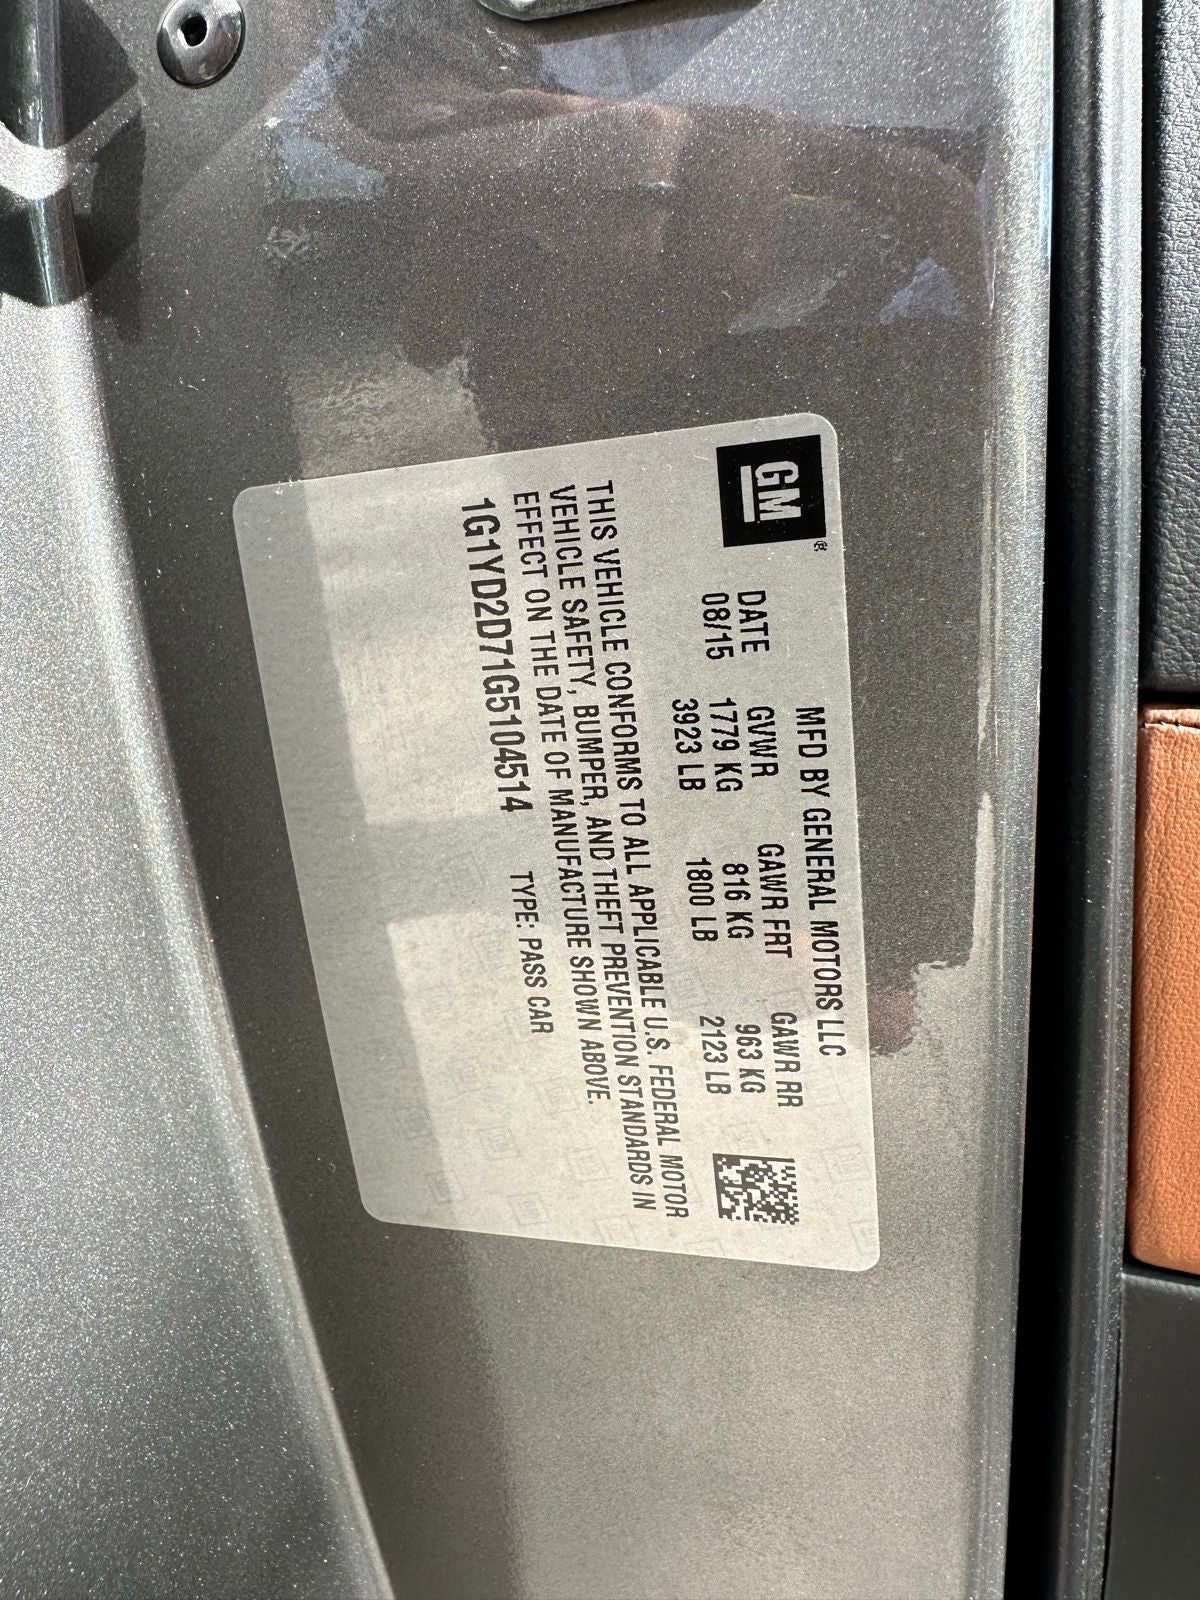 GM®
MFD BY GENERAL MOTORS LLC
DATE GVWR GAWR FRT GAWR RR
08/15 1779 KG 816 KG 963 KG
3923 LB 1800 LB 2123 LB
THIS VEHICLE CONFORMS TO ALL APPLICABLE U.S. FEDERAL MOTOR
VEHICLE SAFETY, BUMPER, AND THEFT PREVENTION STANDARDS IN
EFFECT ON THE DATE OF MANUFACTURE SHOWN ABOVE.
1G1YD2D71G5104514 TYPE: PASS CAR